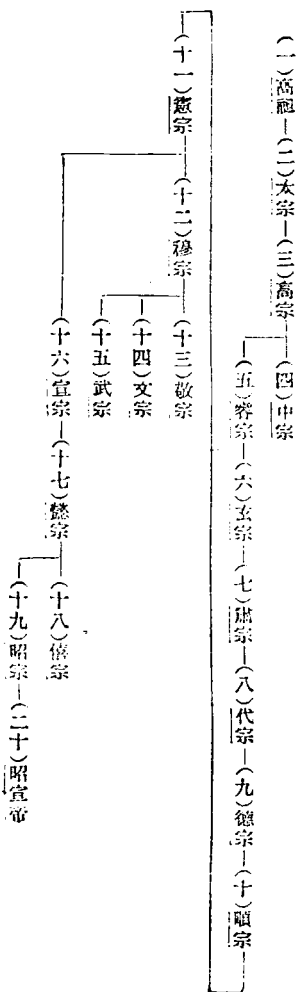 (一)高祖—(二)太宗—(三)高宗—(四)中宗
(五)睿宗—(六)玄宗—(七)肅宗—(八)代宗—(九)德宗—(十)順宗
(十一)憲宗—(十二)穆宗—(十三)敬宗
(十四)文宗
(十五)武宗
(十六)宣宗—(十七)懿宗—(十八)僖宗
(十九)昭宗—(二十)昭宣帝